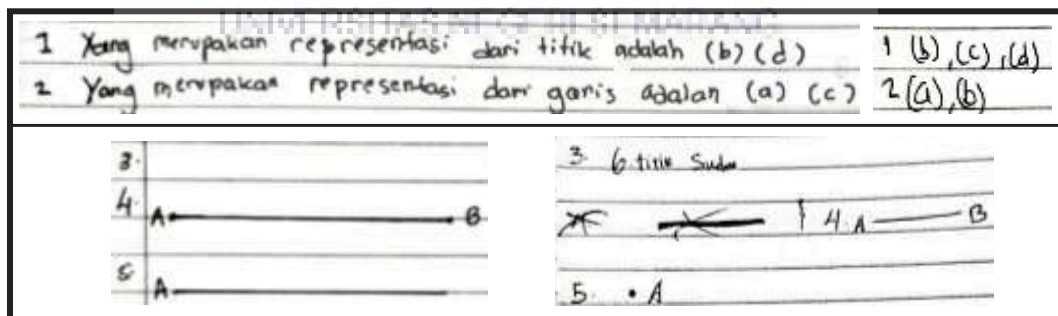 1 Yang merupakan representasi dari titik adalah (b) (d)
2 Yang merupakan representasi dari garis adalah (a) (c)
1 (b), (c), (d)
2 (a), (b)
3.
4. A B
5. A
3. 6 titik
4 A B
5. • A